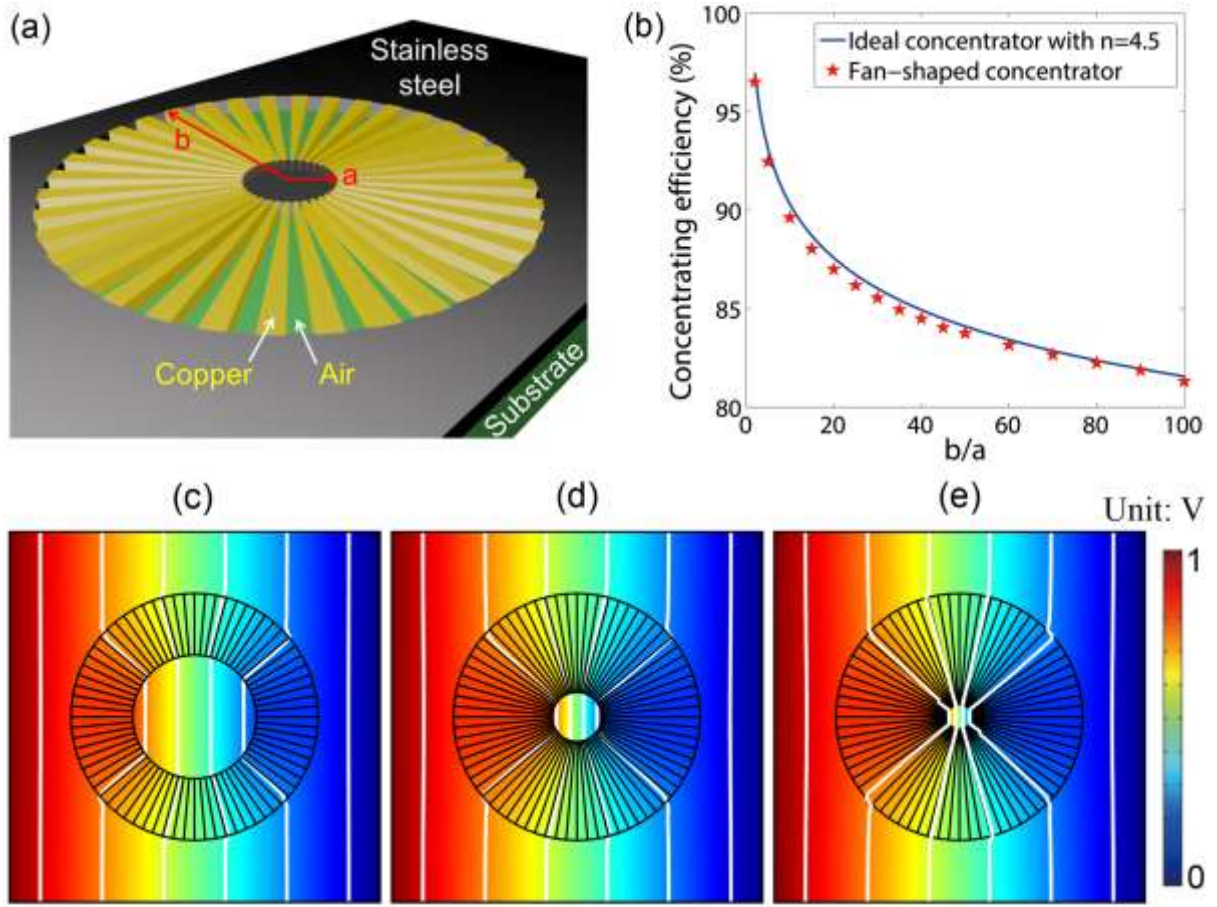 (a)
Stainless
steel
b
a
Copper
Air
Substrate
(b)
100
95
90
85
80
Concentrating efficiency (%)
Ideal concentrator with n=4.5
Fan-shaped concentrator
0
20
40
60
80
100
b/a
(c)
(d)
(e)
Unit: V
1
0